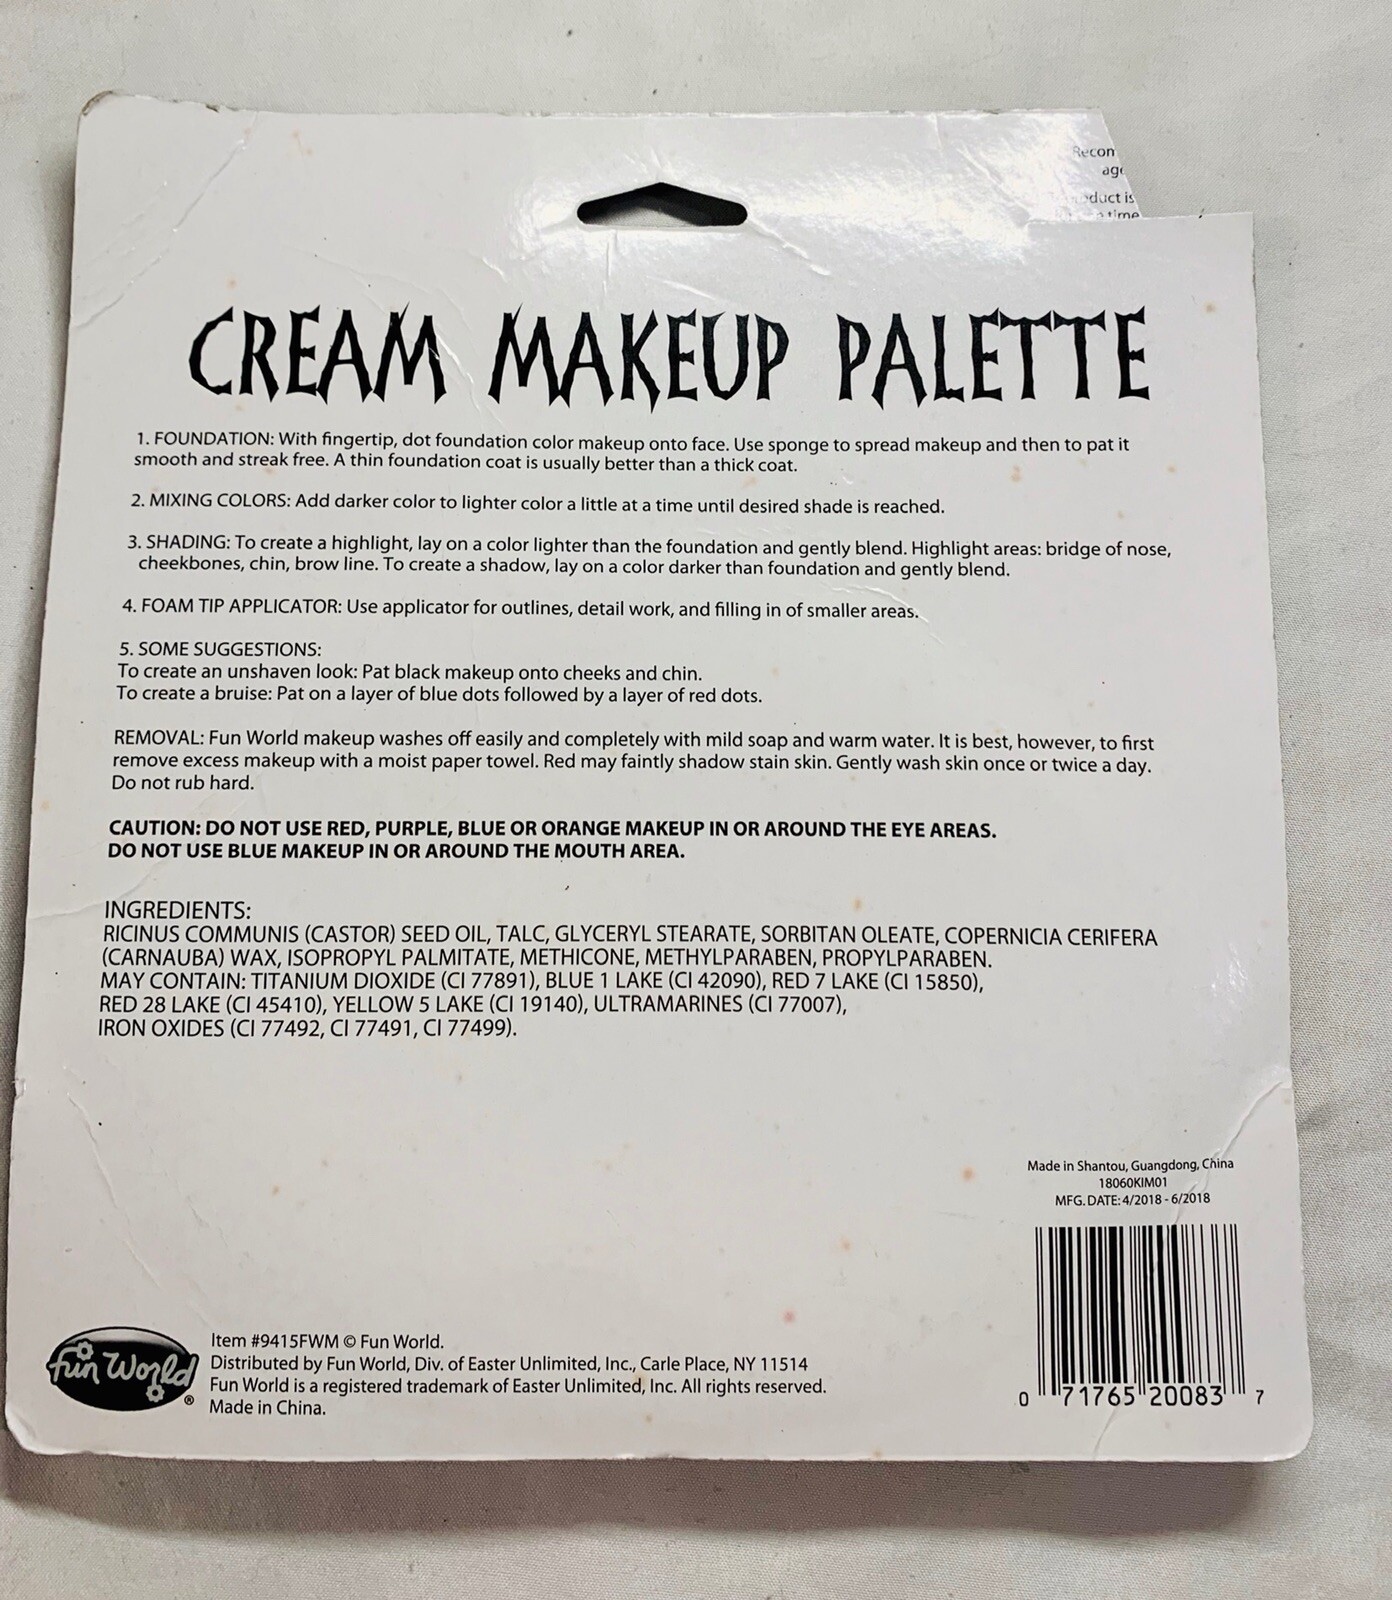 Recon
age
duct is
time
CREAM MAKEUP PALETTE
1. FOUNDATION: With fingertip, dot foundation color makeup onto face. Use sponge to spread makeup and then to pat it
smooth and streak free. A thin foundation coat is usually better than a thick coat.
2. MIXING COLORS: Add darker color to lighter color a little at a time until desired shade is reached.
3. SHADING: To create a highlight, lay on a color lighter than the foundation and gently blend. Highlight areas: bridge of nose,
cheekbones, chin, brow line. To create a shadow, lay on a color darker than foundation and gently blend.
4. FOAM TIP APPLICATOR: Use applicator for outlines, detail work, and filling in of smaller areas.
5. SOME SUGGESTIONS:
To create an unshaven look: Pat black makeup onto cheeks and chin.
To create a bruise: Pat on a layer of blue dots followed by a layer of red dots.
REMOVAL: Fun World makeup washes off easily and completely with mild soap and warm water. It is best, however, to first
remove excess makeup with a moist paper towel. Red may faintly shadow stain skin. Gently wash skin once or twice a day.
Do not rub hard.
CAUTION: DO NOT USE RED, PURPLE, BLUE OR ORANGE MAKEUP IN OR AROUND THE EYE AREAS.
DO NOT USE BLUE MAKEUP IN OR AROUND THE MOUTH AREA.
INGREDIENTS:
RICINUS COMMUNIS (CASTOR) SEED OIL, TALC, GLYCERYL STEARATE, SORBITAN OLEATE, COPERNICIA CERIFERA
(CARNAUBA) WAX, ISOPROPYL PALMITATE, METHICONE, METHYLPARABEN, PROPYLPARABEN.
MAY CONTAIN: TITANIUM DIOXIDE (CI 77891), BLUE 1 LAKE (CI 42090), RED 7 LAKE (CI 15850),
RED 28 LAKE (CI 45410), YELLOW 5 LAKE (CI 19140), ULTRAMARINES (CI 77007),
IRON OXIDES (CI 77492, CI 77491, CI 77499).
Made in Shantou, Guangdong, China
18060KIM01
MFG. DATE: 4/2018 - 6/2018
0 71765 20083 7
fun World ®
Item #9415FWM © Fun World.
Distributed by Fun World, Div. of Easter Unlimited, Inc., Carle Place, NY 11514
Fun World is a registered trademark of Easter Unlimited, Inc. All rights reserved.
Made in China.